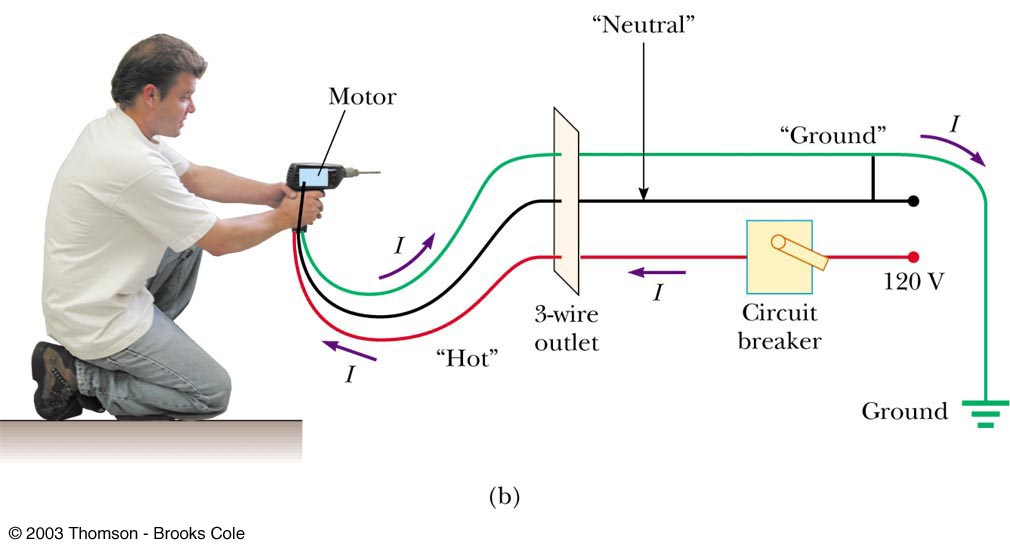 “Neutral”
Motor
“Ground”
I
I
I
120 V
3-wire
outlet
Circuit
breaker
“Hot”
I
Ground
(b)
© 2003 Thomson - Brooks Cole